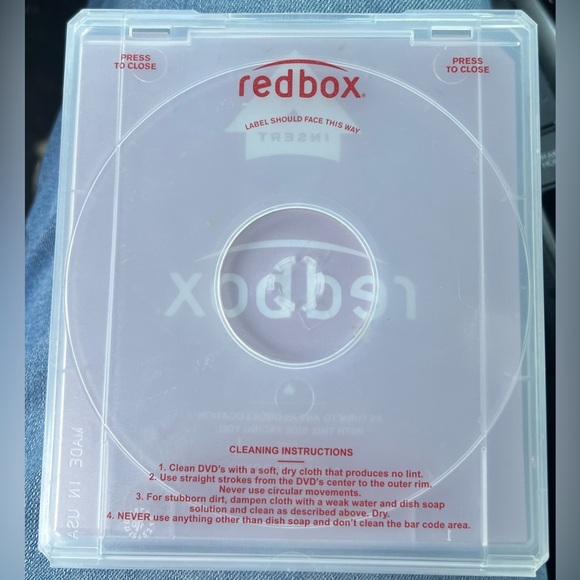 PRESS
TO CLOSE
redbox
PRESS
TO CLOSE
LABEL SHOULD FACE THIS WAY
INSERT
redbox
MADE IN USA
CLEANING INSTRUCTIONS
1. Clean DVD's with a soft, dry cloth that produces no lint.
2. Use straight strokes from the DVD's center to the outer rim.
Never use circular movements.
3. For stubborn dirt, dampen cloth with a weak water and dish soap
solution and clean as described above. Dry.
4. NEVER use anything other than dish soap and don't clean the bar code area.